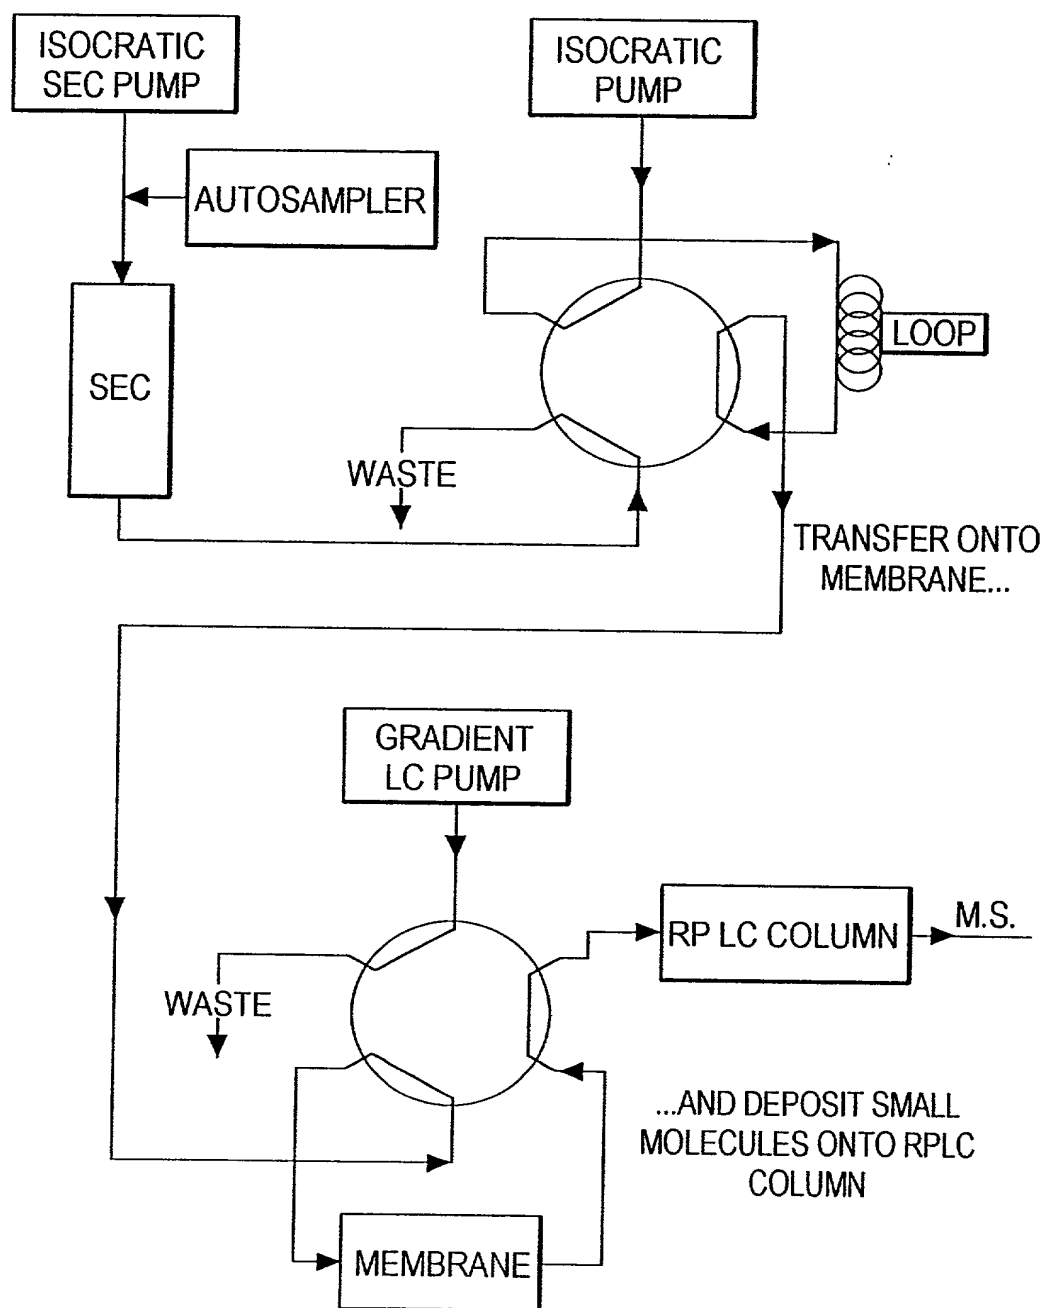 ISOCRATIC
SEC PUMP
ISOCRATIC
PUMP
AUTOSAMPLER
LOOP
SEC
WASTE
TRANSFER ONTO
MEMBRANE...
GRADIENT
LC PUMP
RP LC COLUMN
M.S.
WASTE
...AND DEPOSIT SMALL
MOLECULES ONTO RPLC
COLUMN
MEMBRANE